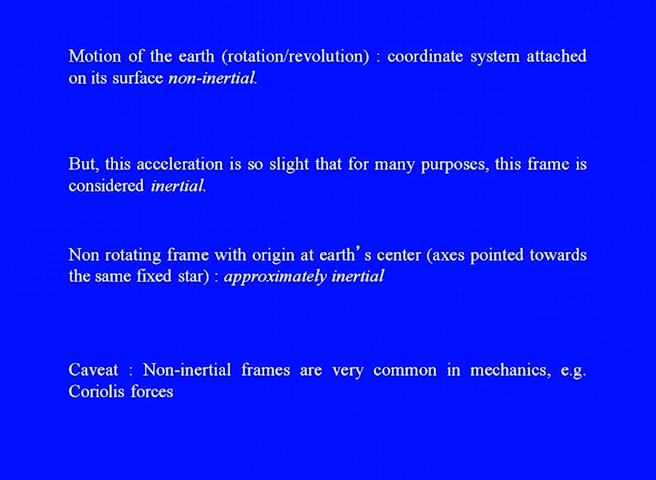 Motion of the earth (rotation/revolution) : coordinate system attached
on its surface non-inertial.
But, this acceleration is so slight that for many purposes, this frame is
considered inertial.
Non rotating frame with origin at earth’s center (axes pointed towards
the same fixed star) : approximately inertial
Caveat : Non-inertial frames are very common in mechanics, e.g.
Coriolis forces